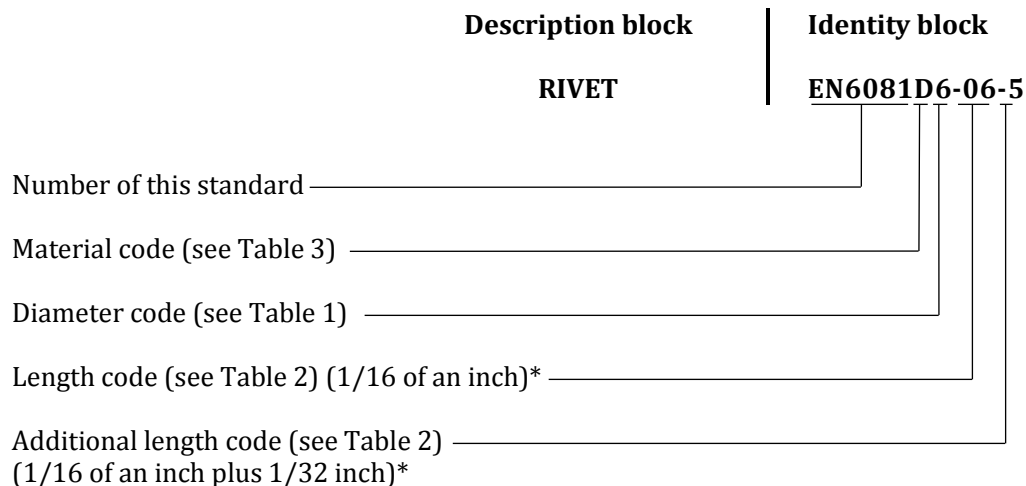 Description block Identity block
RIVET EN6081D6-06-5
Number of this standard
Material code (see Table 3)
Diameter code (see Table 1)
Length code (see Table 2) (1/16 of an inch)*
Additional length code (see Table 2)
(1/16 of an inch plus 1/32 inch)*